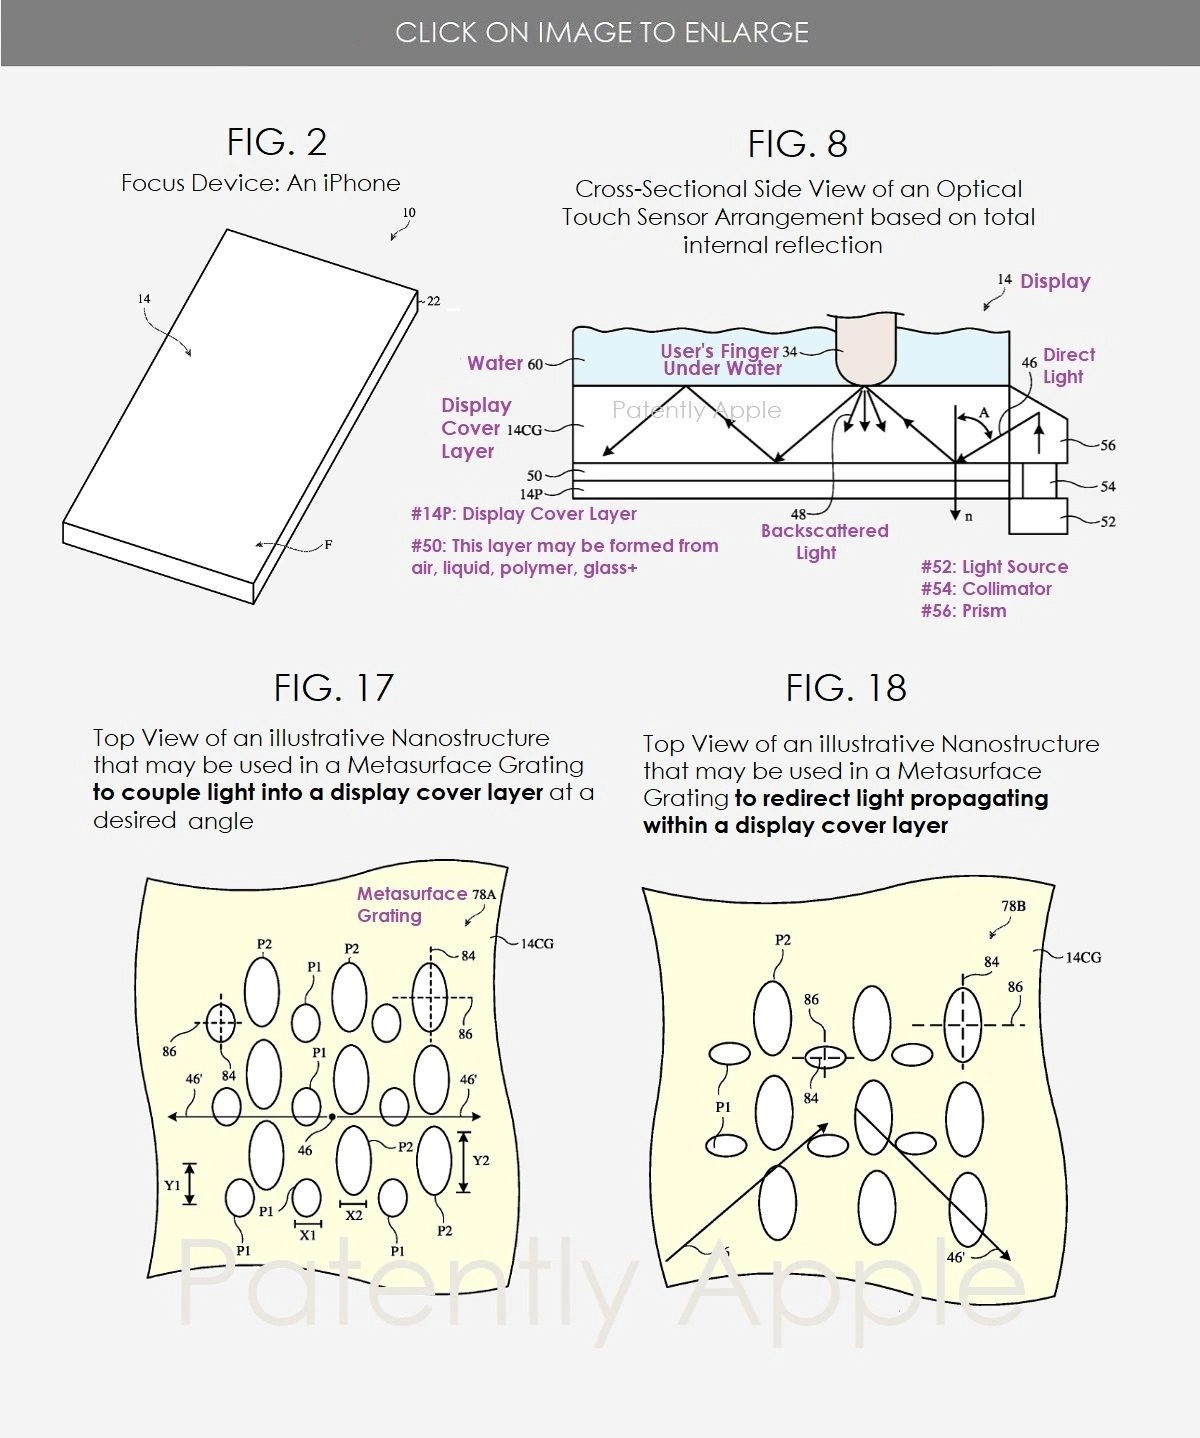 CLICK ON IMAGE TO ENLARGE
FIG. 2
Focus Device: An iPhone
10
14
22
F
FIG. 8
Cross-Sectional Side View of an Optical
Touch Sensor Arrangement based on total
internal reflection
14 Display
Water 60
User's Finger 34
Under Water
46 Direct
Light
Display
Cover 14CG
Layer
Patently Apple
A
56
50
54
14P
n
52
#14P: Display Cover Layer
48
Backscattered
Light
#50: This layer may be formed from
air, liquid, polymer, glass+
#52: Light Source
#54: Collimator
#56: Prism
FIG. 17
Top View of an illustrative Nanostructure
that may be used in a Metasurface Grating
to couple light into a display cover layer at a
desired angle
Metasurface 78A
Grating
14CG
P2
P2
84
P1
86
86
P1
84
46'
46'
46
P2
Y2
Y1
P1
X2
X1
P2
P1
P1
FIG. 18
Top View of an illustrative Nanostructure
that may be used in a Metasurface
Grating to redirect light propagating
within a display cover layer
78B
14CG
P2
84
86
86
84
P1
46'
Patently Apple